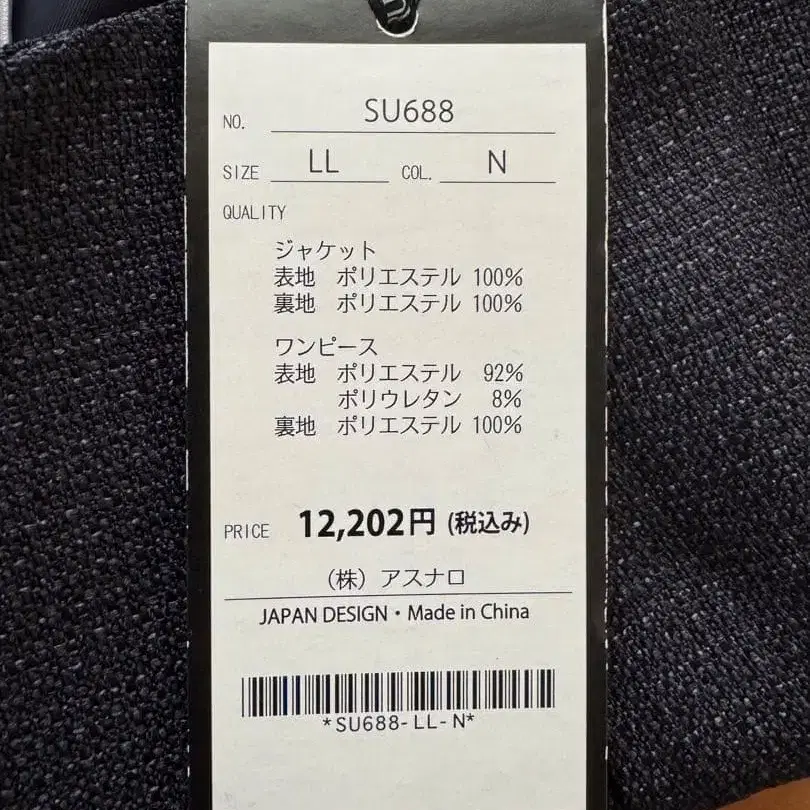 NO. SU688
SIZE LL COL. N
QUALITY
ジャケット
表地 ポリエステル 100%
裏地 ポリエステル 100%
ワンピース
表地 ポリエステル 92%
ポリウレタン 8%
裏地 ポリエステル 100%
PRICE 12,202円 (税込み)
(株) アスナロ
JAPAN DESIGN・Made in China
*SU688-LL-N*